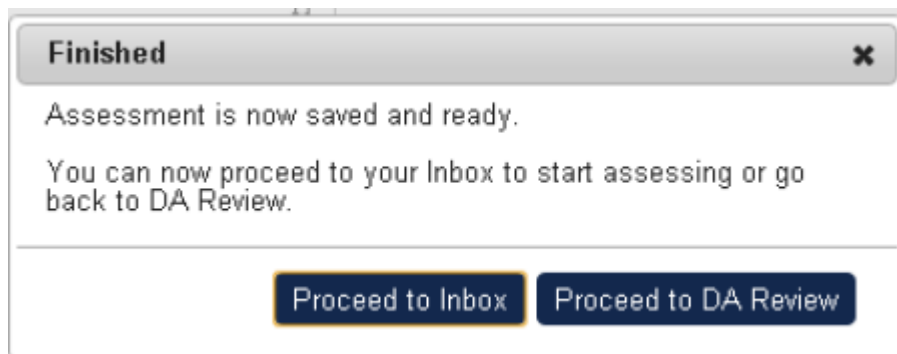 Finished
Assessment is now saved and ready.
You can now proceed to your Inbox to start assessing or go
back to DA Review.
Proceed to Inbox Proceed to DA Review